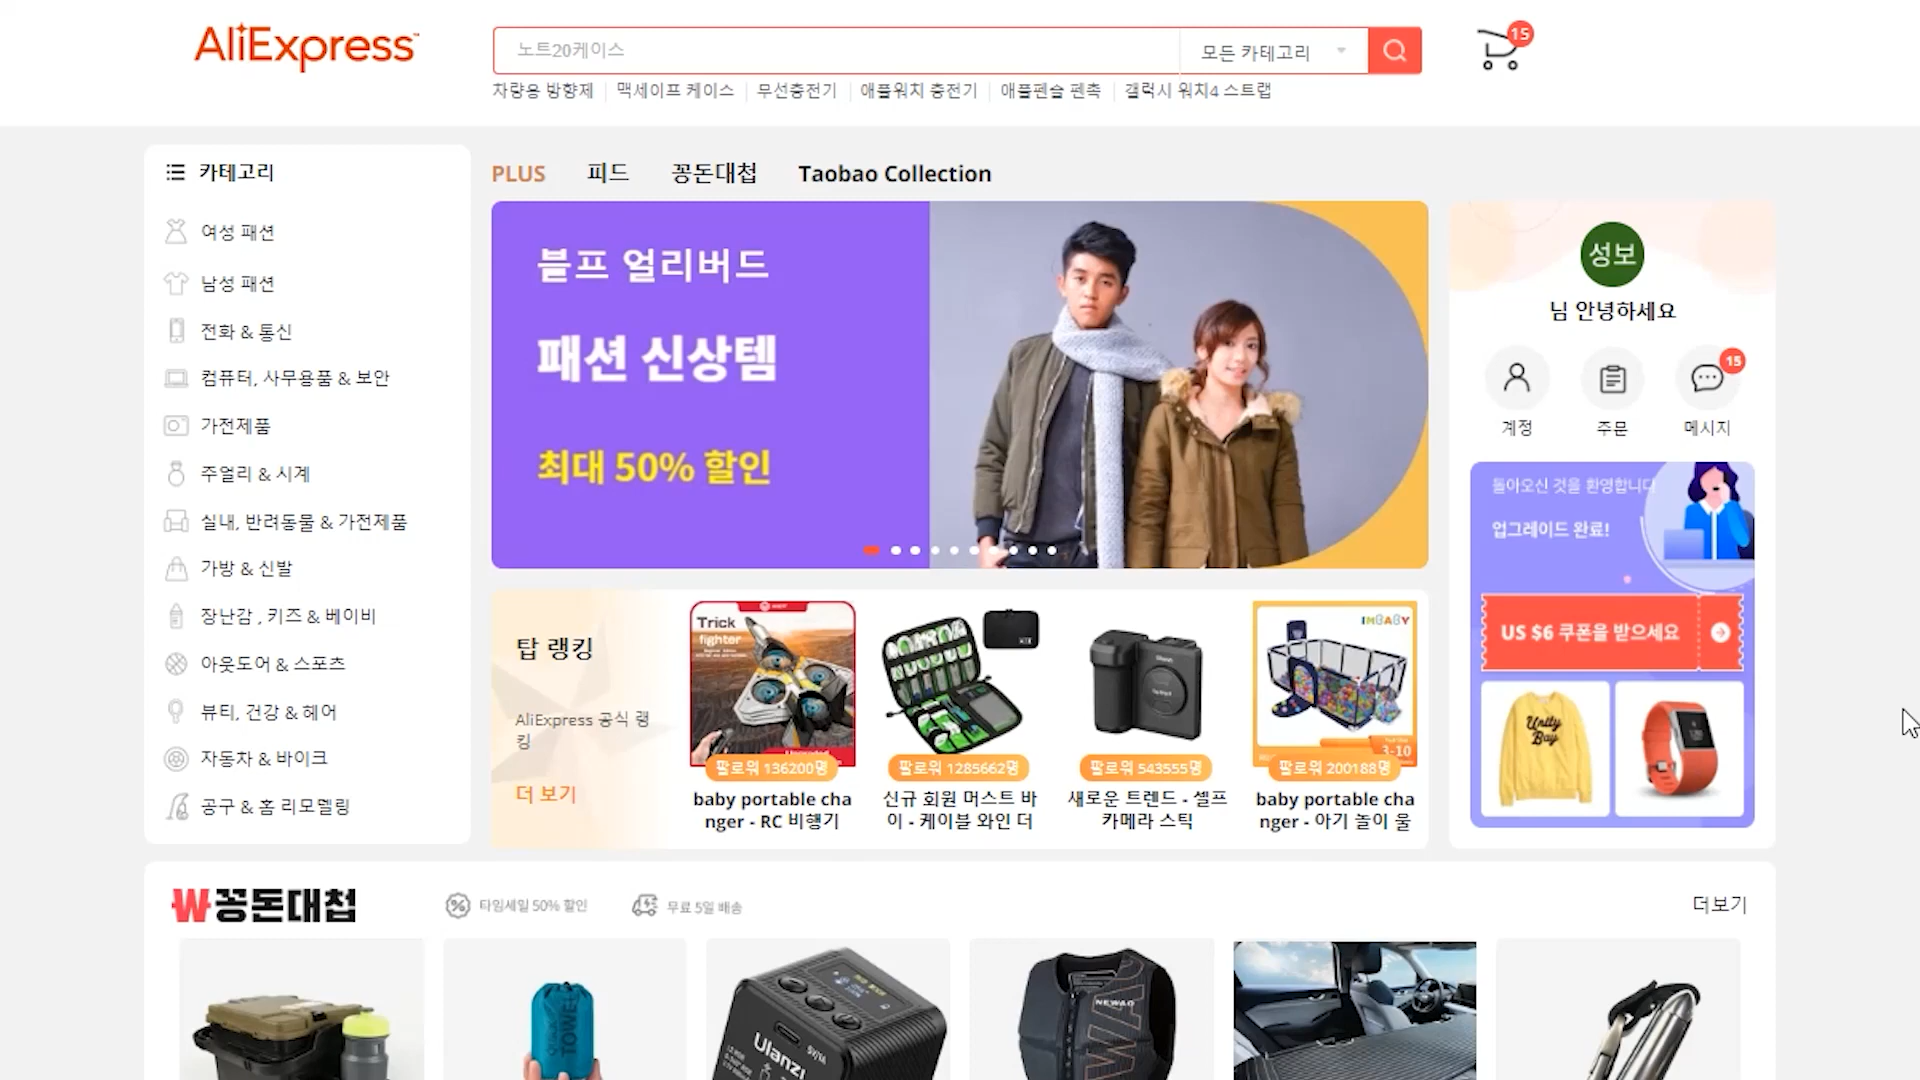 AliExpress™
노트20케이스
모든 카테고리
15
차량용 방향제 맥세이프 케이스 무선충전기 애플워치 충전기 애플펜슬 펜촉 갤럭시 워치4 스트랩
카테고리
여성 패션
남성 패션
전화 & 통신
컴퓨터, 사무용품 & 보안
가전제품
주얼리 & 시계
실내, 반려동물 & 가전제품
가방 & 신발
장난감 , 키즈 & 베이비
아웃도어 & 스포츠
뷰티, 건강 & 헤어
자동차 & 바이크
공구 & 홈 리모델링
PLUS 피드 꽁돈대첩 Taobao Collection
블프 얼리버드
패션 신상템
최대 50% 할인
성보
님 안녕하세요
15
계정 주문 메시지
돌아오신 것을 환영합니다
업그레이드 완료!
US $6 쿠폰을 받으세요
Unity
Bay
탑 랭킹
AliExpress 공식 랭
킹
더 보기
Trick
fighter
Upgraded
팔로워 136200명
baby portable cha
nger - RC 비행기
팔로워 1285662명
신규 회원 머스트 바
이 - 케이블 와인 더
팔로워 543555명
새로운 트렌드 - 셀프
카메라 스틱
IMBABY
3-10
팔로워 200188명
baby portable cha
nger - 아기 놀이 울
₩꽁돈대첩
타임세일 50% 할인
무료 5일 배송
더보기
TOWEL
Ulanzi
5V/1A
NEWAO